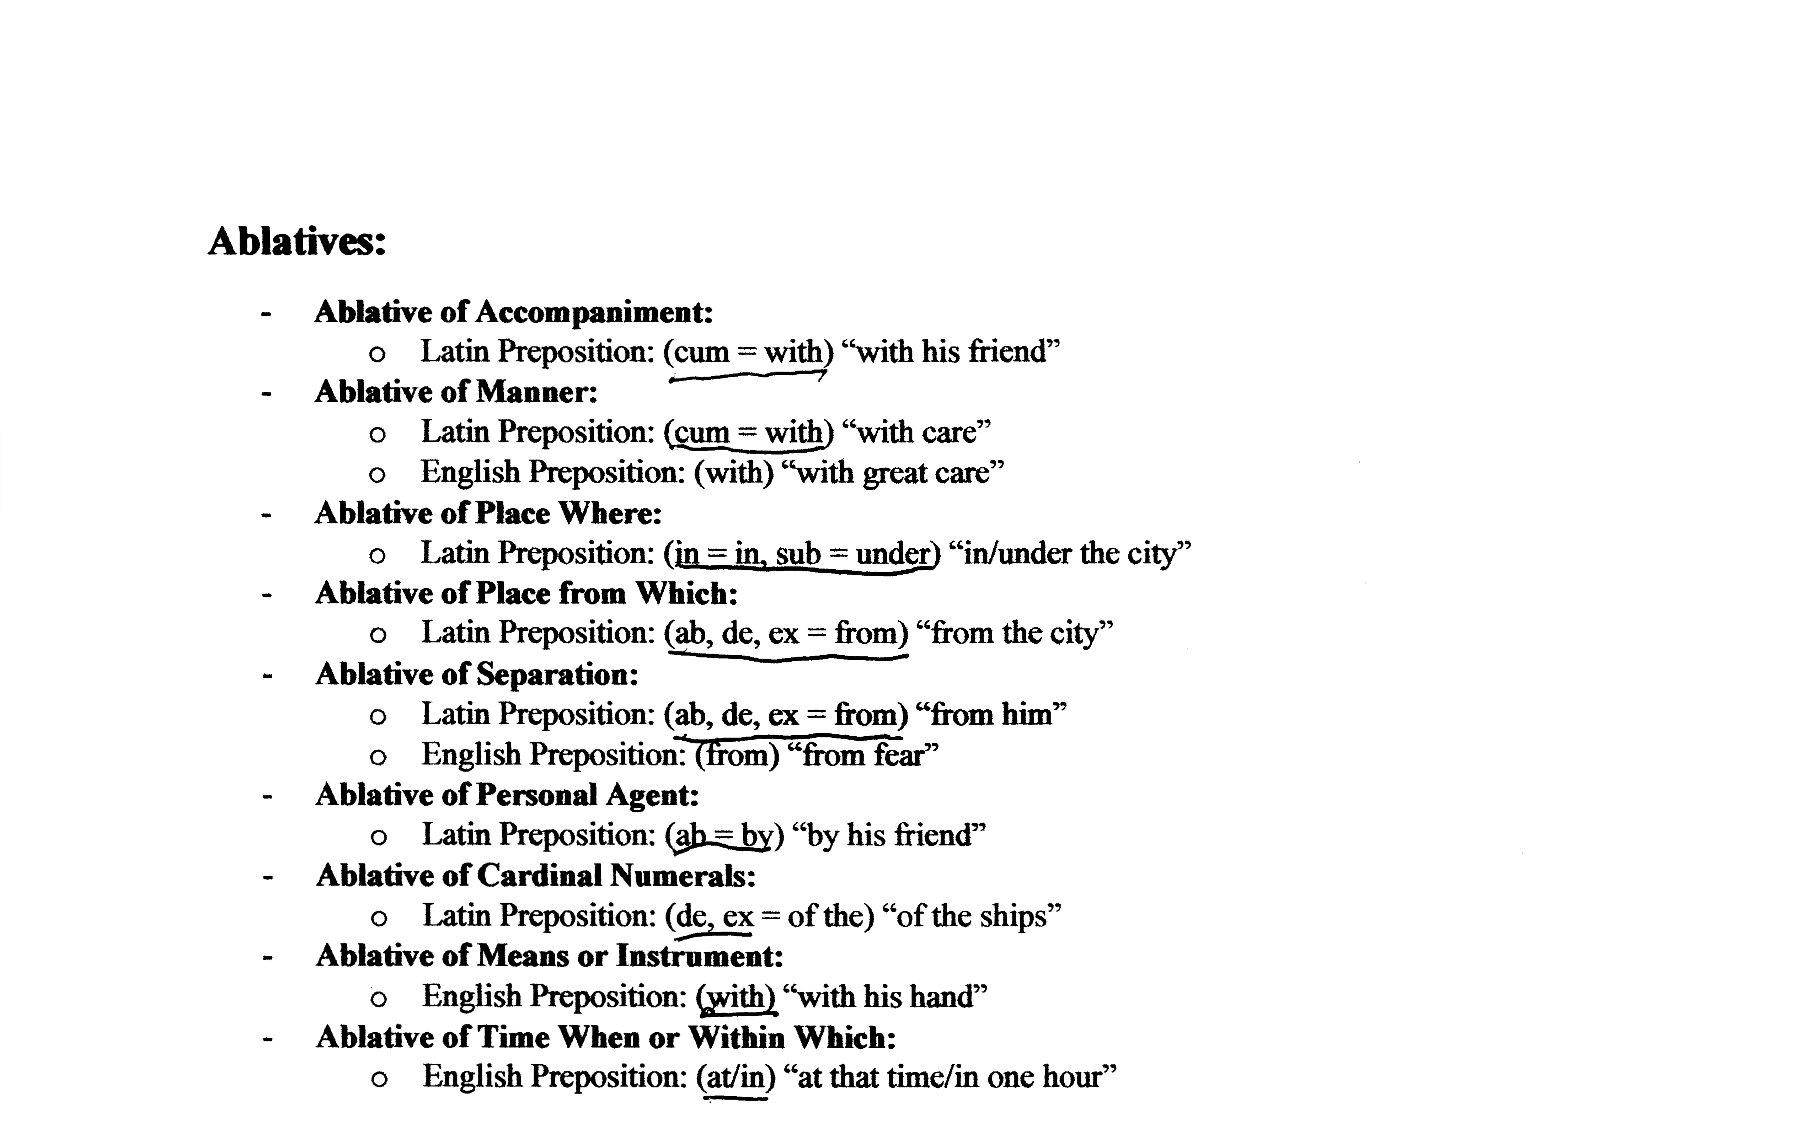 Ablatives:
- Ablative of Accompaniment:
o Latin Preposition: (cum = with) “with his friend”
- Ablative of Manner:
o Latin Preposition: (cum = with) “with care”
o English Preposition: (with) “with great care”
- Ablative of Place Where:
o Latin Preposition: (in = in, sub = under) “in/under the city”
- Ablative of Place from Which:
o Latin Preposition: (ab, de, ex = from) “from the city”
- Ablative of Separation:
o Latin Preposition: (ab, de, ex = from) “from him”
o English Preposition: (from) “from fear”
- Ablative of Personal Agent:
o Latin Preposition: (ab = by) “by his friend”
- Ablative of Cardinal Numerals:
o Latin Preposition: (de, ex = of the) “of the ships”
- Ablative of Means or Instrument:
o English Preposition: (with) “with his hand”
- Ablative of Time When or Within Which:
o English Preposition: (at/in) “at that time/in one hour”